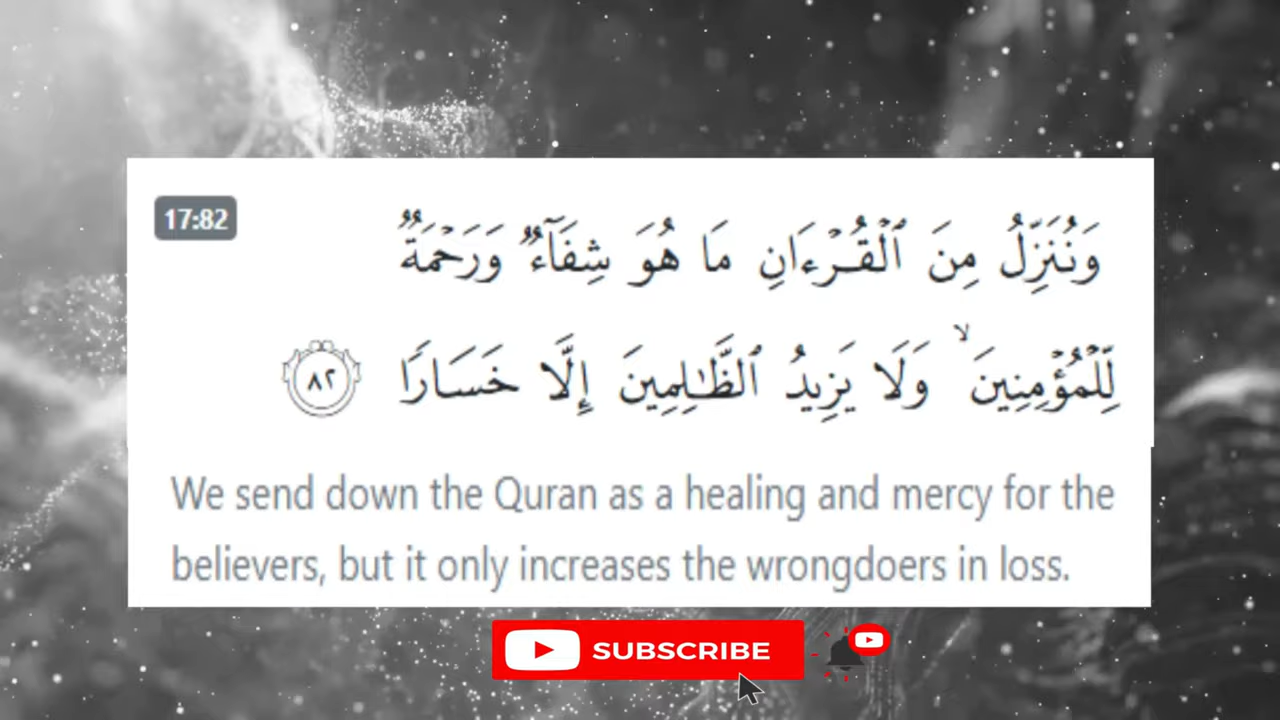 17:82
وَنُنَزِّلُ مِنَ ٱلْقُرْءَانِ مَا هُوَ شِفَآءٌ وَرَحْمَةٌ
لِّلْمُؤْمِنِينَ ۙ وَلَا يَزِيدُ ٱلظَّـٰلِمِينَ إِلَّا خَسَارًا ٨٢
We send down the Quran as a healing and mercy for the
believers, but it only increases the wrongdoers in loss.
SUBSCRIBE